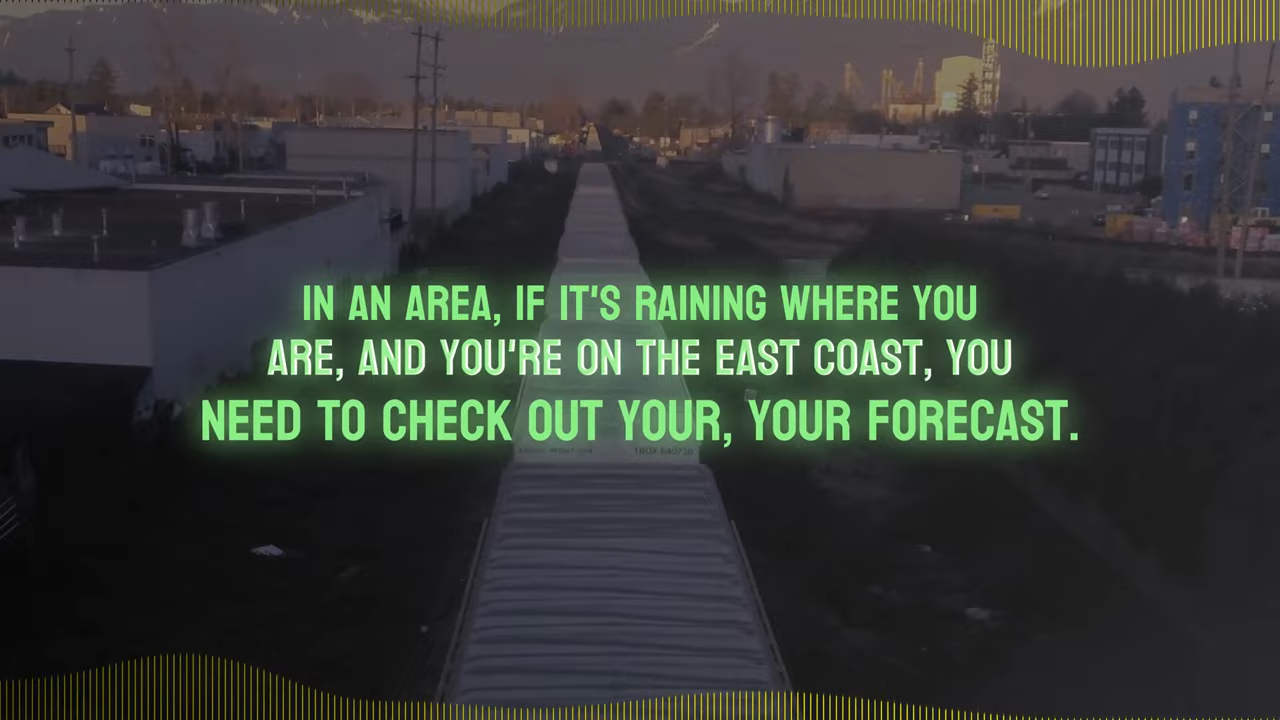 IN AN AREA, IF IT'S RAINING WHERE YOU
ARE, AND YOU'RE ON THE EAST COAST, YOU
NEED TO CHECK OUT YOUR, YOUR FORECAST.